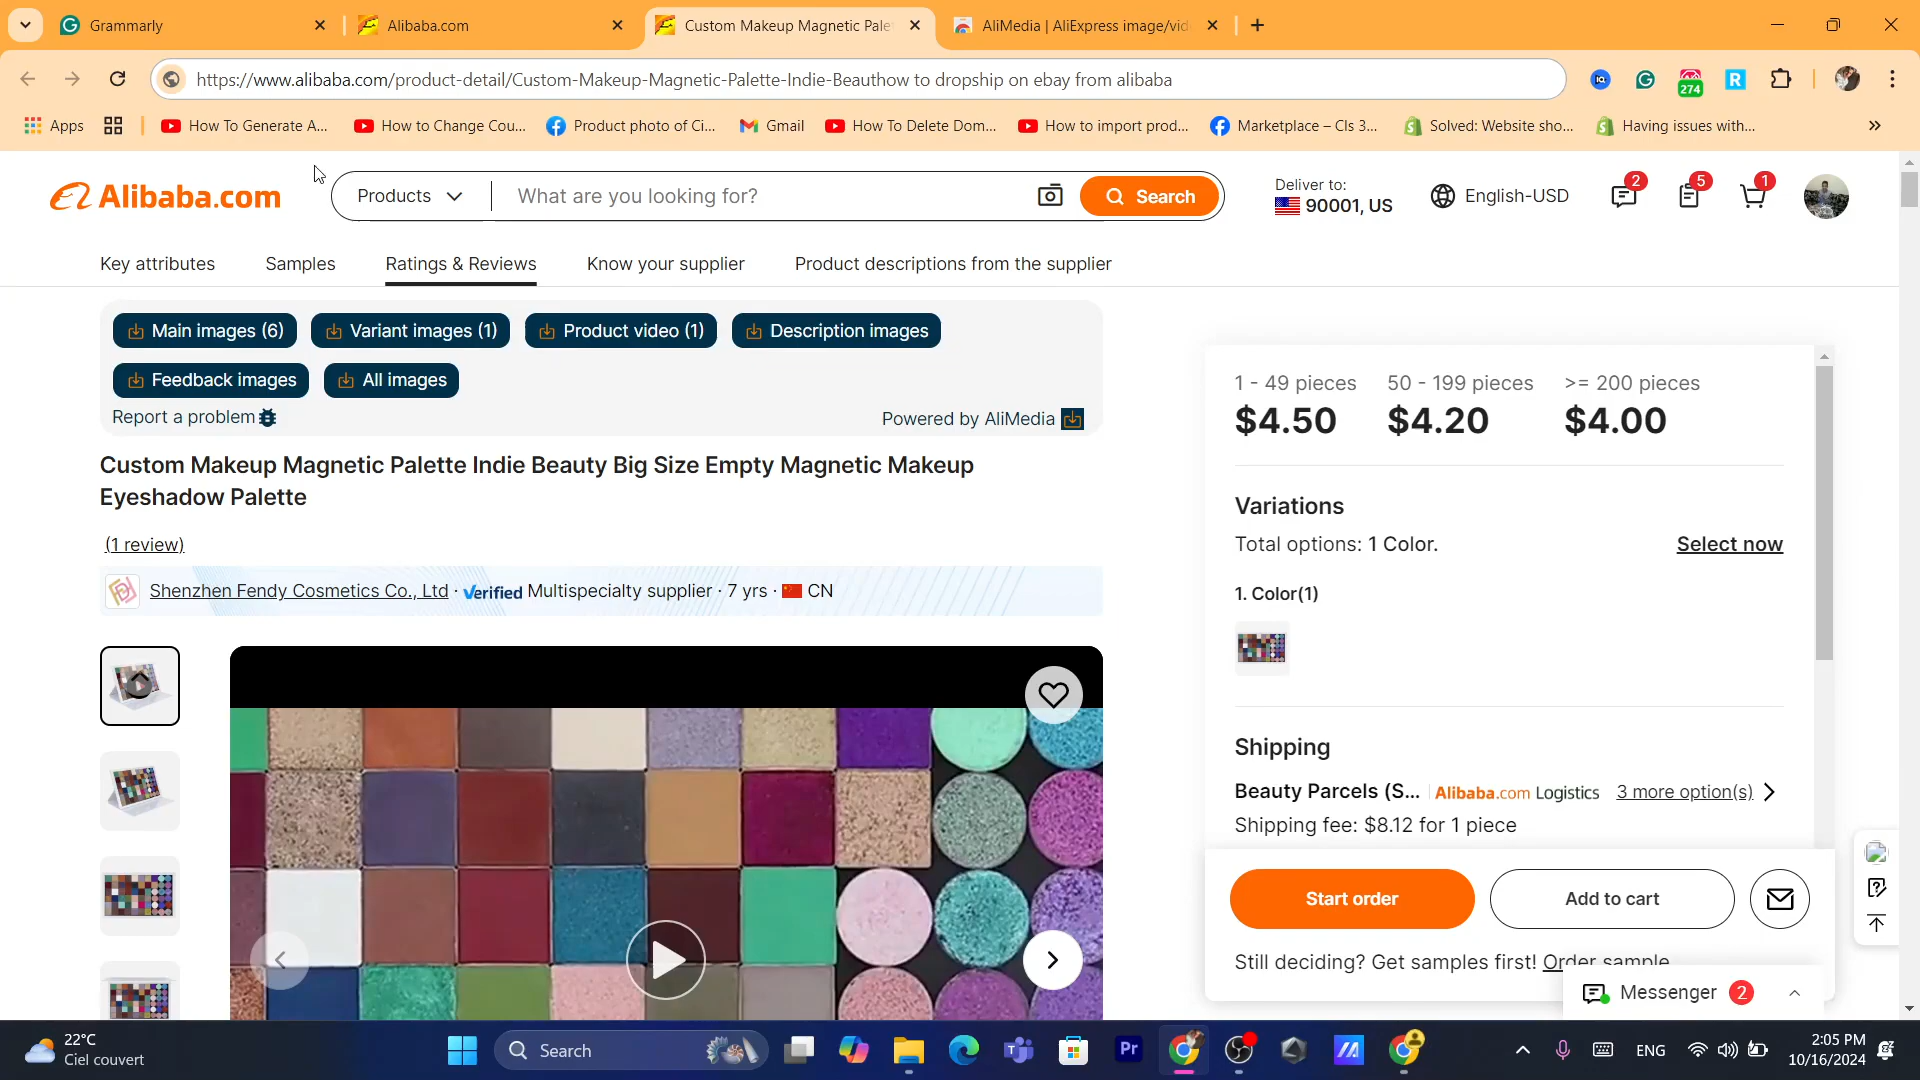 Grammarly
Alibaba.com
Custom Makeup Magnetic Pale
AliMedia | AliExpress image/vid
https://www.alibaba.com/product-detail/Custom-Makeup-Magnetic-Palette-Indie-Beauthow to dropship on ebay from alibaba
274
Apps
How To Generate A...
How to Change Cou...
Product photo of Ci...
Gmail
How To Delete Dom...
How to import prod...
Marketplace – Cls 3...
Solved: Website sho...
Having issues with...
Alibaba.com
Products
What are you looking for?
Search
Deliver to:
90001, US
English-USD
2
5
1
Key attributes
Samples
Ratings & Reviews
Know your supplier
Product descriptions from the supplier
Main images (6)
Variant images (1)
Product video (1)
Description images
Feedback images
All images
Report a problem
Powered by AliMedia
Custom Makeup Magnetic Palette Indie Beauty Big Size Empty Magnetic Makeup
Eyeshadow Palette
(1 review)
Shenzhen Fendy Cosmetics Co., Ltd · Verified Multispecialty supplier · 7 yrs · CN
1 - 49 pieces
50 - 199 pieces
>= 200 pieces
$4.50
$4.20
$4.00
Variations
Total options: 1 Color.
Select now
1. Color(1)
Shipping
Beauty Parcels (S...
Alibaba.com Logistics
3 more option(s)
Shipping fee: $8.12 for 1 piece
Start order
Add to cart
Still deciding? Get samples first! Order sample
Messenger
2
22°C
Ciel couvert
Search
Pr
ENG
2:05 PM
10/16/2024